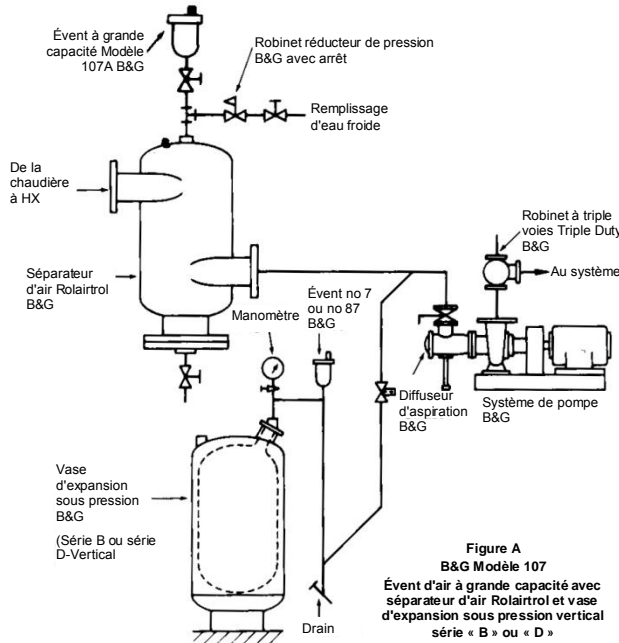 Évent à grande
capacité Modèle
107A B&G
Robinet réducteur de pression
B&G avec arrêt
Remplissage
d'eau froide
De la
chaudière
à HX
Séparateur
d'air Rolairtrol
B&G
Manomètre
Évent no 7
ou no 87
B&G
Robinet à triple
voies Triple Duty
B&G
Au système
Diffuseur
d'aspiration
B&G
Système de pompe
B&G
Vase
d'expansion
sous pression
B&G
(Série B ou série
D-Vertical
Drain
Figure A
B&G Modèle 107
Évent d'air à grande capacité avec
séparateur d'air Rolairtrol et vase
d'expansion sous pression vertical
série « B » ou « D »